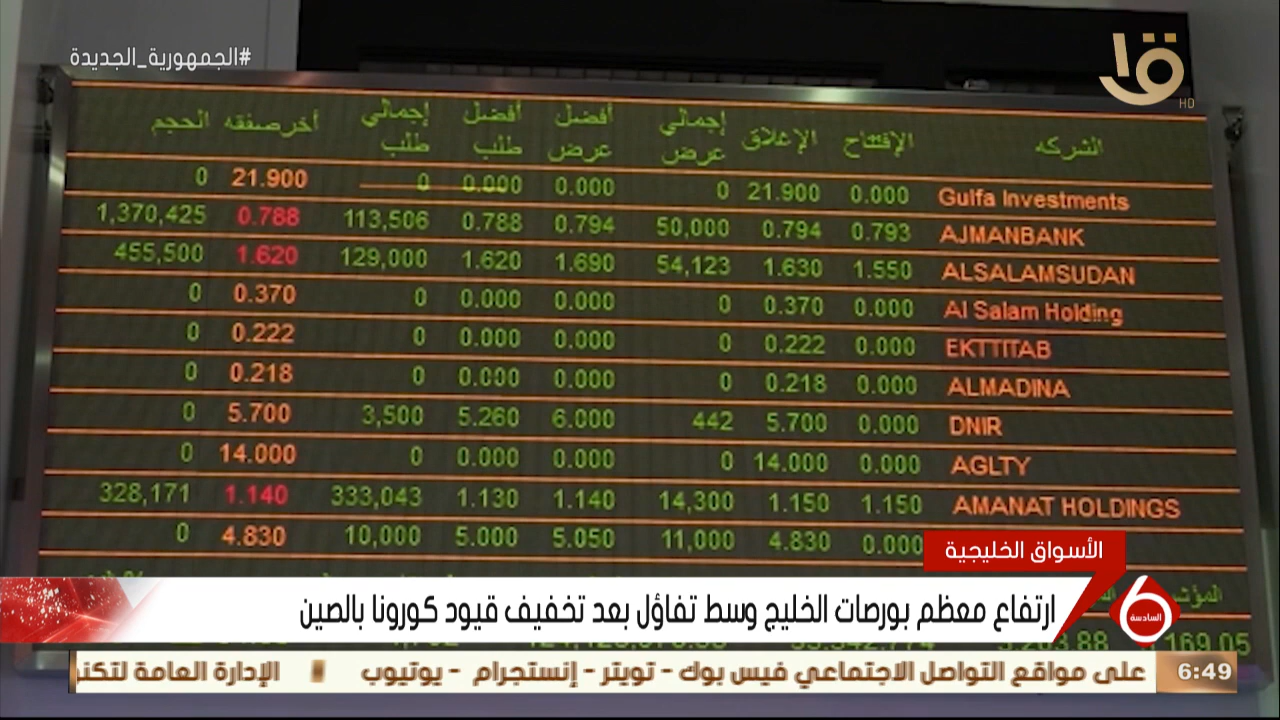 #الجمهورية_الجديدة
HD
الشركه الإفتتاح الإغلاق إجمالي عرض أفضل عرض أفضل طلب إجمالي طلب أخرصفقه الحجم
Gulfa Investments 0.000 21.900 0 0.000 0.000 0 21.900 0
AJMANBANK 0.793 0.794 50,000 0.794 0.788 113,506 0.788 1,370,425
ALSALAMSUDAN 1.550 1.630 54,123 1.690 1.620 129,000 1.620 455,500
Al Salam Holding 0.000 0.370 0 0.000 0.000 0 0.370 0
EKTTITAB 0.000 0.222 0 0.000 0.000 0 0.222 0
ALMADINA 0.000 0.218 0 0.000 0.000 0 0.218 0
DNIR 0.000 5.700 442 6.000 5.260 3,500 5.700 0
AGLTY 0.000 14.000 0 0.000 0.000 0 14.000 0
AMANAT HOLDINGS 1.150 1.150 14,300 1.140 1.130 333,043 1.140 328,171
0.000 4.830 11,000 5.050 5.000 10,000 4.830 0
الأسواق الخليجية
السادسة
ارتفاع معظم بورصات الخليج وسط تفاؤل بعد تخفيف قيود كورونا بالصين
6:49
على مواقع التواصل الاجتماعي فيس بوك - تويتر - إنستجرام - يوتيوب الإدارة العامة